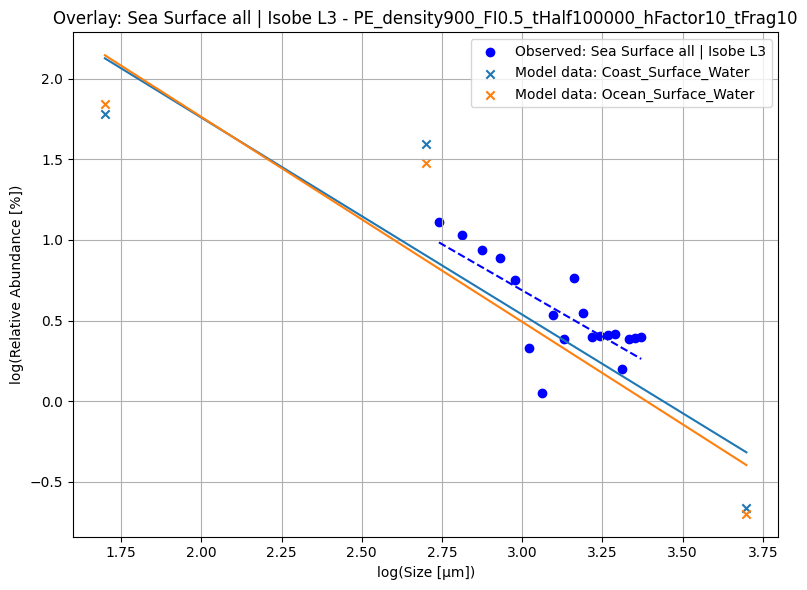 Overlay: Sea Surface all | Isobe L3 - PE_density900_FI0.5_tHalf100000_hFactor10_tFrag10
Observed: Sea Surface all | Isobe L3
Model data: Coast_Surface_Water
Model data: Ocean_Surface_Water
log(Relative Abundance [%])
2.0
1.5
1.0
0.5
0.0
−0.5
1.75 2.00 2.25 2.50 2.75 3.00 3.25 3.50 3.75
log(Size [μm])